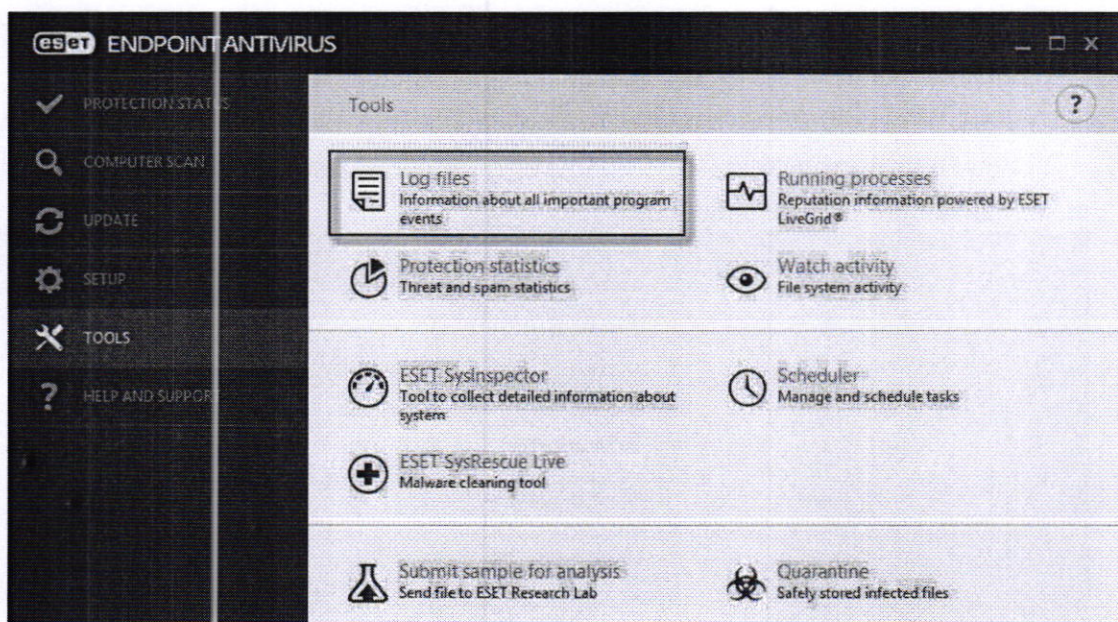 eset ENDPOINT ANTIVIRUS
PROTECTION STATUS
COMPUTER SCAN
UPDATE
SETUP
TOOLS
HELP AND SUPPOR
Tools
?
Log files
Information about all important program
events
Running processes
Reputation information powered by ESET
LiveGrid®
Protection statistics
Threat and spam statistics
Watch activity
File system activity
ESET SysInspector
Tool to collect detailed information about
system
Scheduler
Manage and schedule tasks
ESET SysRescue Live
Malware cleaning tool
Submit sample for analysis
Send file to ESET Research Lab
Quarantine
Safely stored infected files